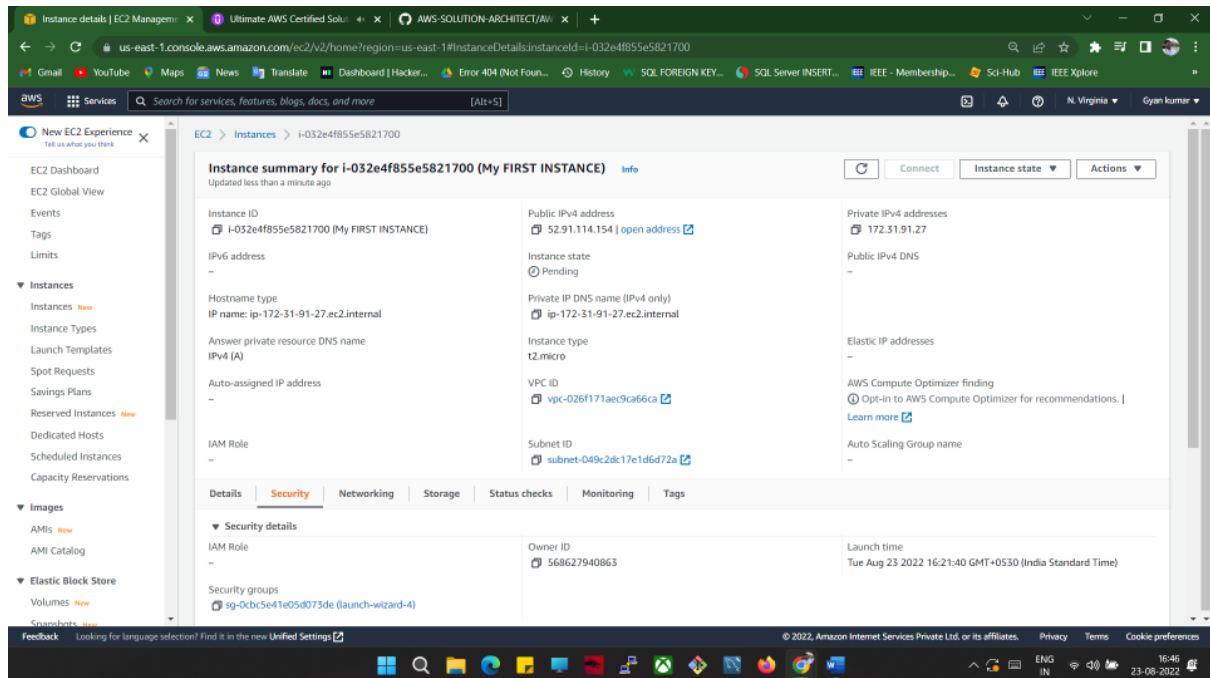 Instance details | EC2 Manageme
Ultimate AWS Certified Solut
AWS-SOLUTION-ARCHITECT/AW
us-east-1.console.aws.amazon.com/ec2/v2/home?region=us-east-1#InstanceDetails:instanceId=i-032e4f855e5821700
Gmail YouTube Maps News Translate Dashboard | Hacker... Error 404 (Not Foun... History SQL FOREIGN KEY... SQL Server INSERT... IEEE - Membership... Sci-Hub IEEE Xplore »
aws Services Search for services, features, blogs, docs, and more [Alt+S] N. Virginia Gyan kumar
New EC2 Experience
Tell us what you think
EC2 Dashboard
EC2 Global View
Events
Tags
Limits
Instances
Instances New
Instance Types
Launch Templates
Spot Requests
Savings Plans
Reserved Instances New
Dedicated Hosts
Scheduled Instances
Capacity Reservations
Images
AMIs New
AMI Catalog
Elastic Block Store
Volumes New
Snapshots New
EC2 > Instances > i-032e4f855e5821700
Instance summary for i-032e4f855e5821700 (My FIRST INSTANCE) Info
Updated less than a minute ago
Connect Instance state Actions
Instance ID
i-032e4f855e5821700 (My FIRST INSTANCE)
Public IPv4 address
52.91.114.154 | open address
Private IPv4 addresses
172.31.91.27
IPv6 address
–
Instance state
Pending
Public IPv4 DNS
–
Hostname type
IP name: ip-172-31-91-27.ec2.internal
Private IP DNS name (IPv4 only)
ip-172-31-91-27.ec2.internal
Answer private resource DNS name
IPv4 (A)
Instance type
t2.micro
Elastic IP addresses
–
Auto-assigned IP address
–
VPC ID
vpc-026f171aec9ca66ca
AWS Compute Optimizer finding
Opt-in to AWS Compute Optimizer for recommendations. |
Learn more
IAM Role
–
Subnet ID
subnet-049c2dc17e1d6d72a
Auto Scaling Group name
–
Details Security Networking Storage Status checks Monitoring Tags
Security details
IAM Role
–
Owner ID
568627940863
Launch time
Tue Aug 23 2022 16:21:40 GMT+0530 (India Standard Time)
Security groups
sg-0cbc5e41e05d073de (launch-wizard-4)
Feedback Looking for language selection? Find it in the new Unified Settings © 2022, Amazon Internet Services Private Ltd. or its affiliates. Privacy Terms Cookie preferences
ENG
IN
16:46
23-08-2022